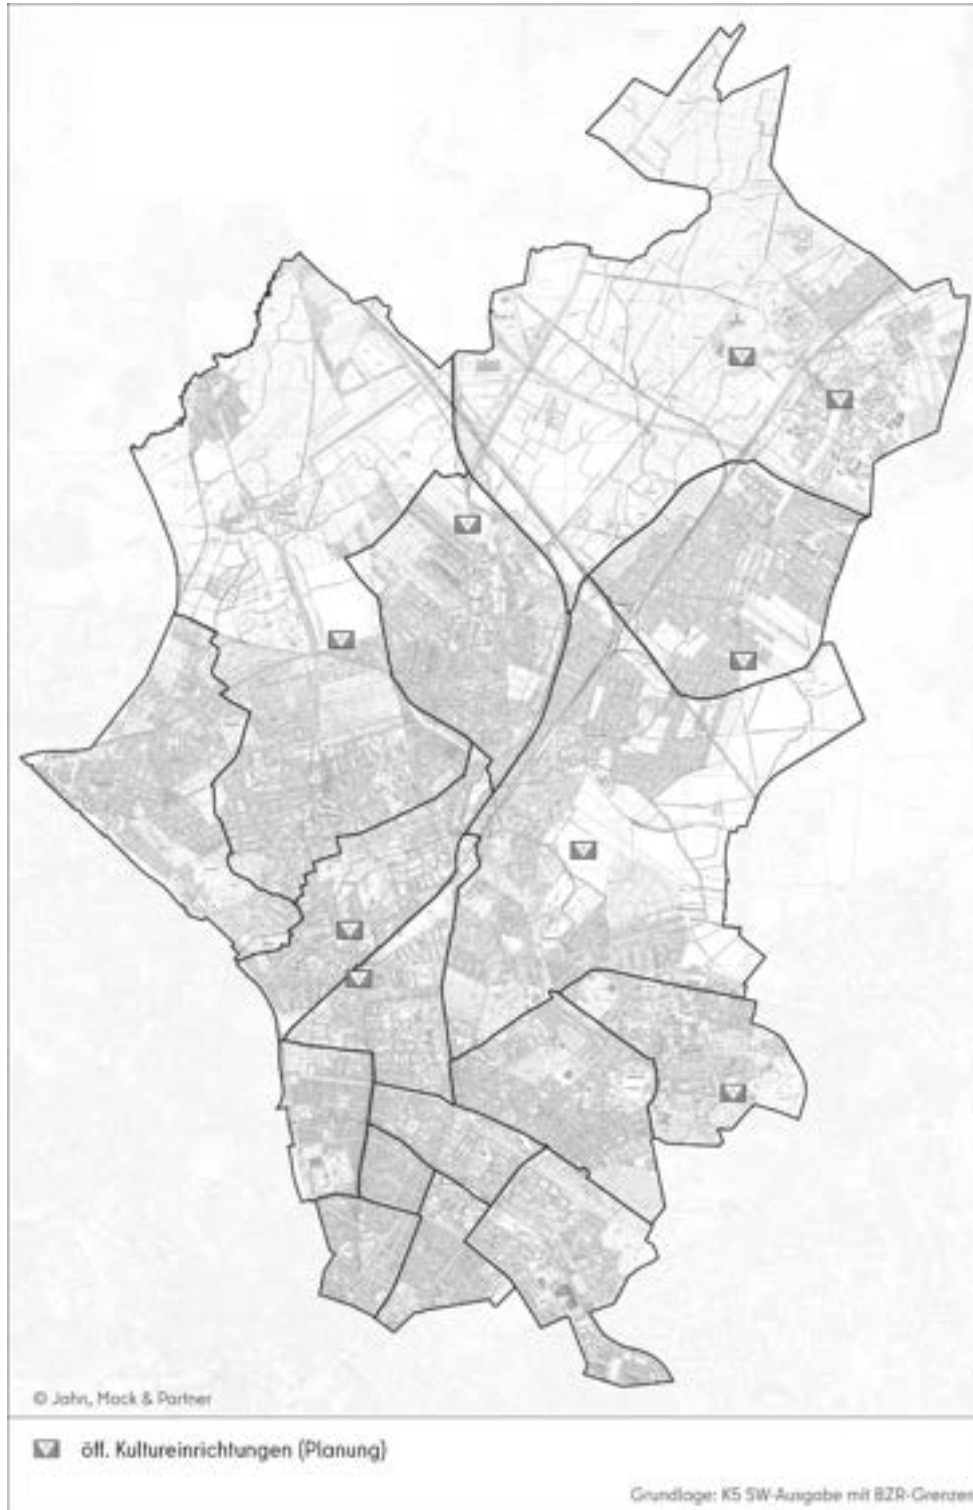 © Jahn, Mack & Partner
öff. Kultureinrichtungen (Planung)
Grundlage: K5 SW-Ausgabe mit BZR-Grenzen